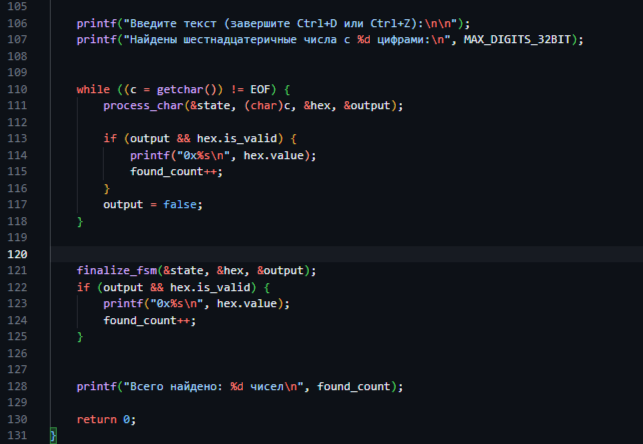 105
106 printf("Введите текст (завершите Ctrl+D или Ctrl+Z):\n\n");
107 printf("Найдены шестнадцатеричные числа с %d цифрами:\n", MAX_DIGITS_32BIT);
108
109
110 while ((c = getchar()) != EOF) {
111 process_char(&state, (char)c, &hex, &output);
112
113 if (output && hex.is_valid) {
114 printf("0x%s\n", hex.value);
115 found_count++;
116 }
117 output = false;
118 }
119
120
121 finalize_fsm(&state, &hex, &output);
122 if (output && hex.is_valid) {
123 printf("0x%s\n", hex.value);
124 found_count++;
125 }
126
127
128 printf("Всего найдено: %d чисел\n", found_count);
129
130 return 0;
131 }